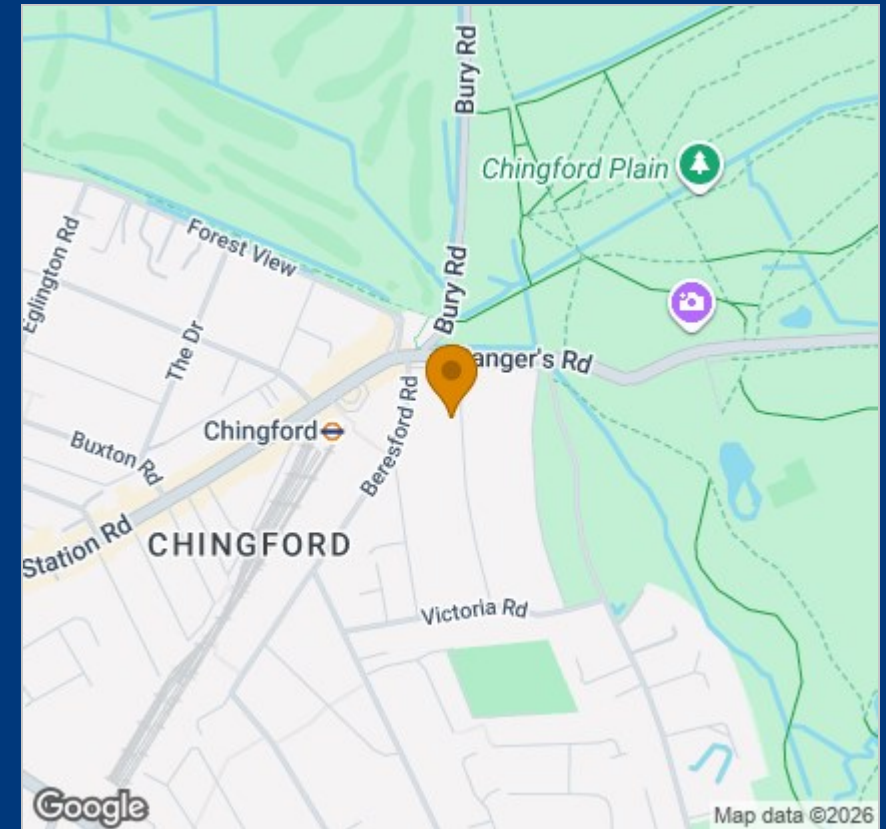 Bury Rd
Chingford Plain
Forest View
Eglington Rd
Bury Rd
The Dr
anger's Rd
Beresford Rd
Chingford
Buxton Rd
Station Rd
CHINGFORD
Victoria Rd
Google
Map data ©2026